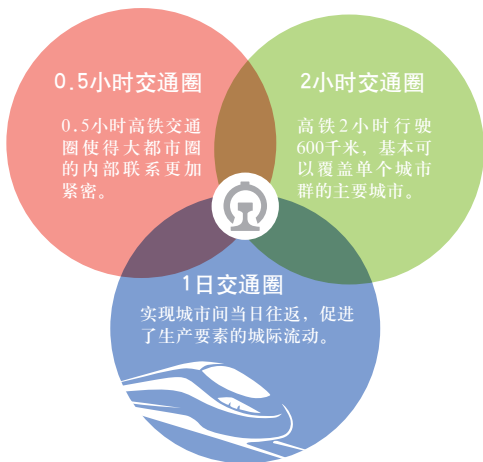 0.5小时交通圈
0.5小时高铁交通
圈使得大都市圈
的内部联系更加
紧密。
2小时交通圈
高铁2小时行驶
600千米，基本可
以覆盖单个城市
群的主要城市。
1日交通圈
实现城市间当日往返，促进
了生产要素的城际流动。